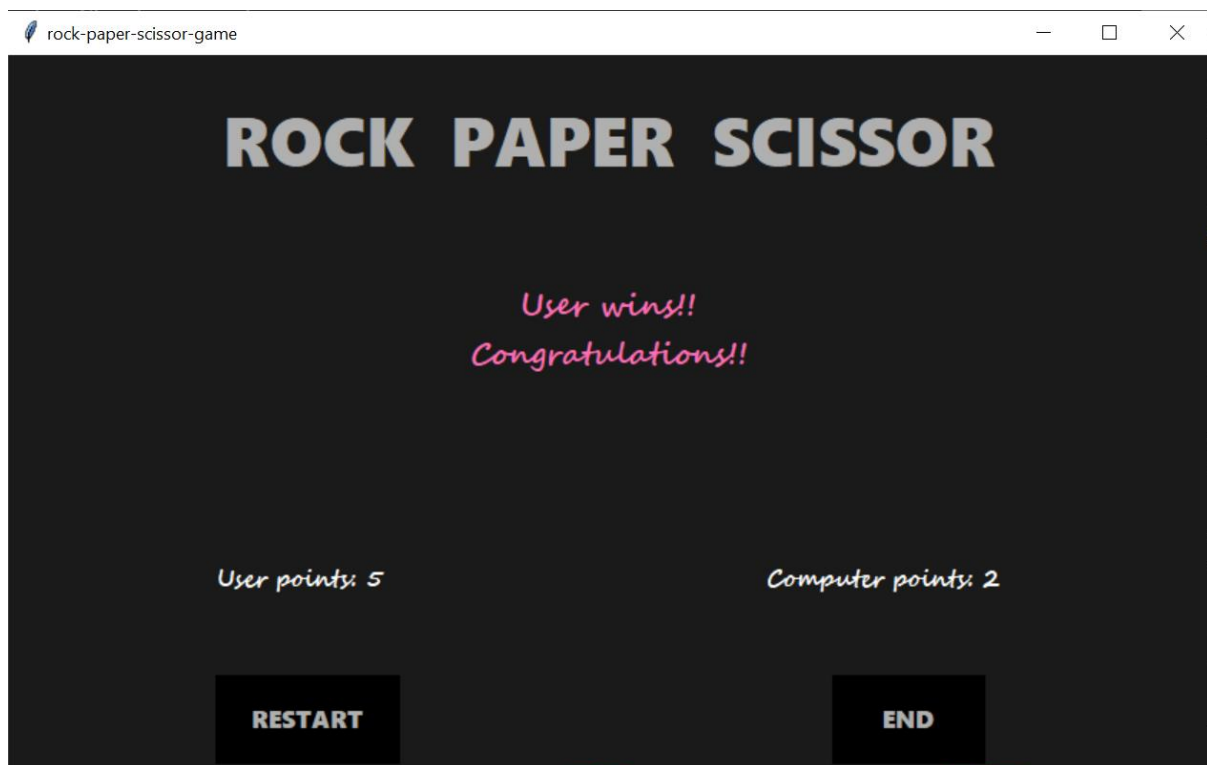 rock-paper-scissor-game
ROCK PAPER SCISSOR
User wins!!
Congratulations!!
User points: 5
Computer points: 2
RESTART
END